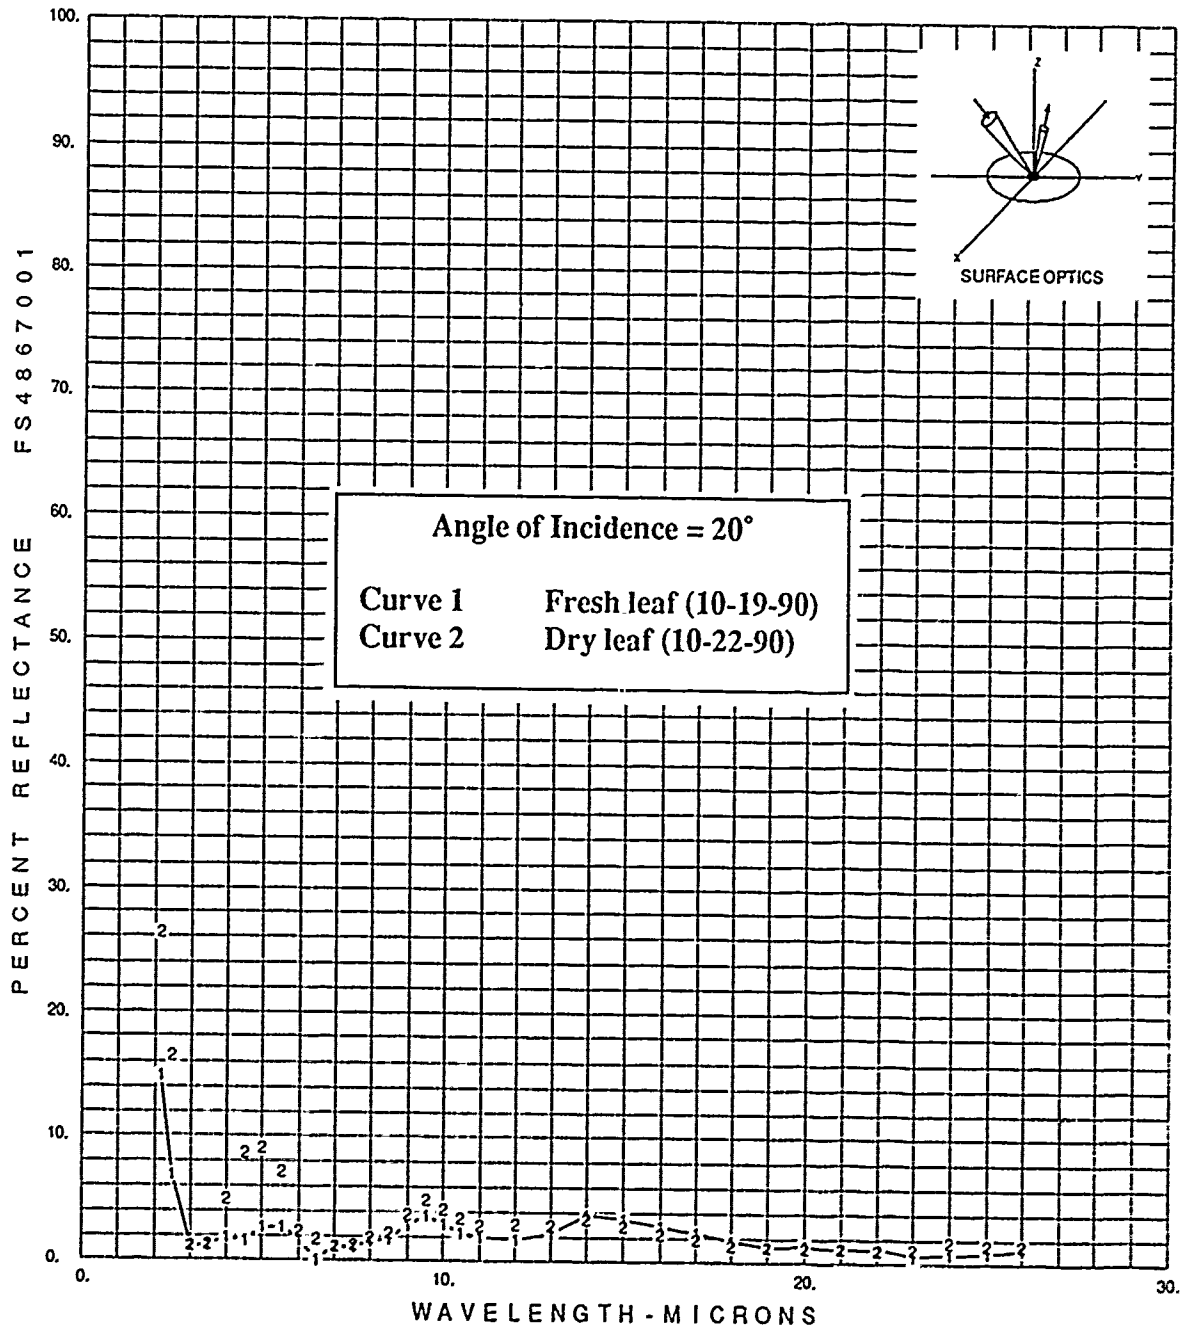 100.
90.
80.
70.
60.
50.
40.
30.
20.
10.
0.
PERCENT REFLECTANCE FS4867001
Z
Y
X
SURFACE OPTICS
Angle of Incidence = 20°
Curve 1 Fresh leaf (10-19-90)
Curve 2 Dry leaf (10-22-90)
0. 10. 20. 30.
WAVELENGTH-MICRONS